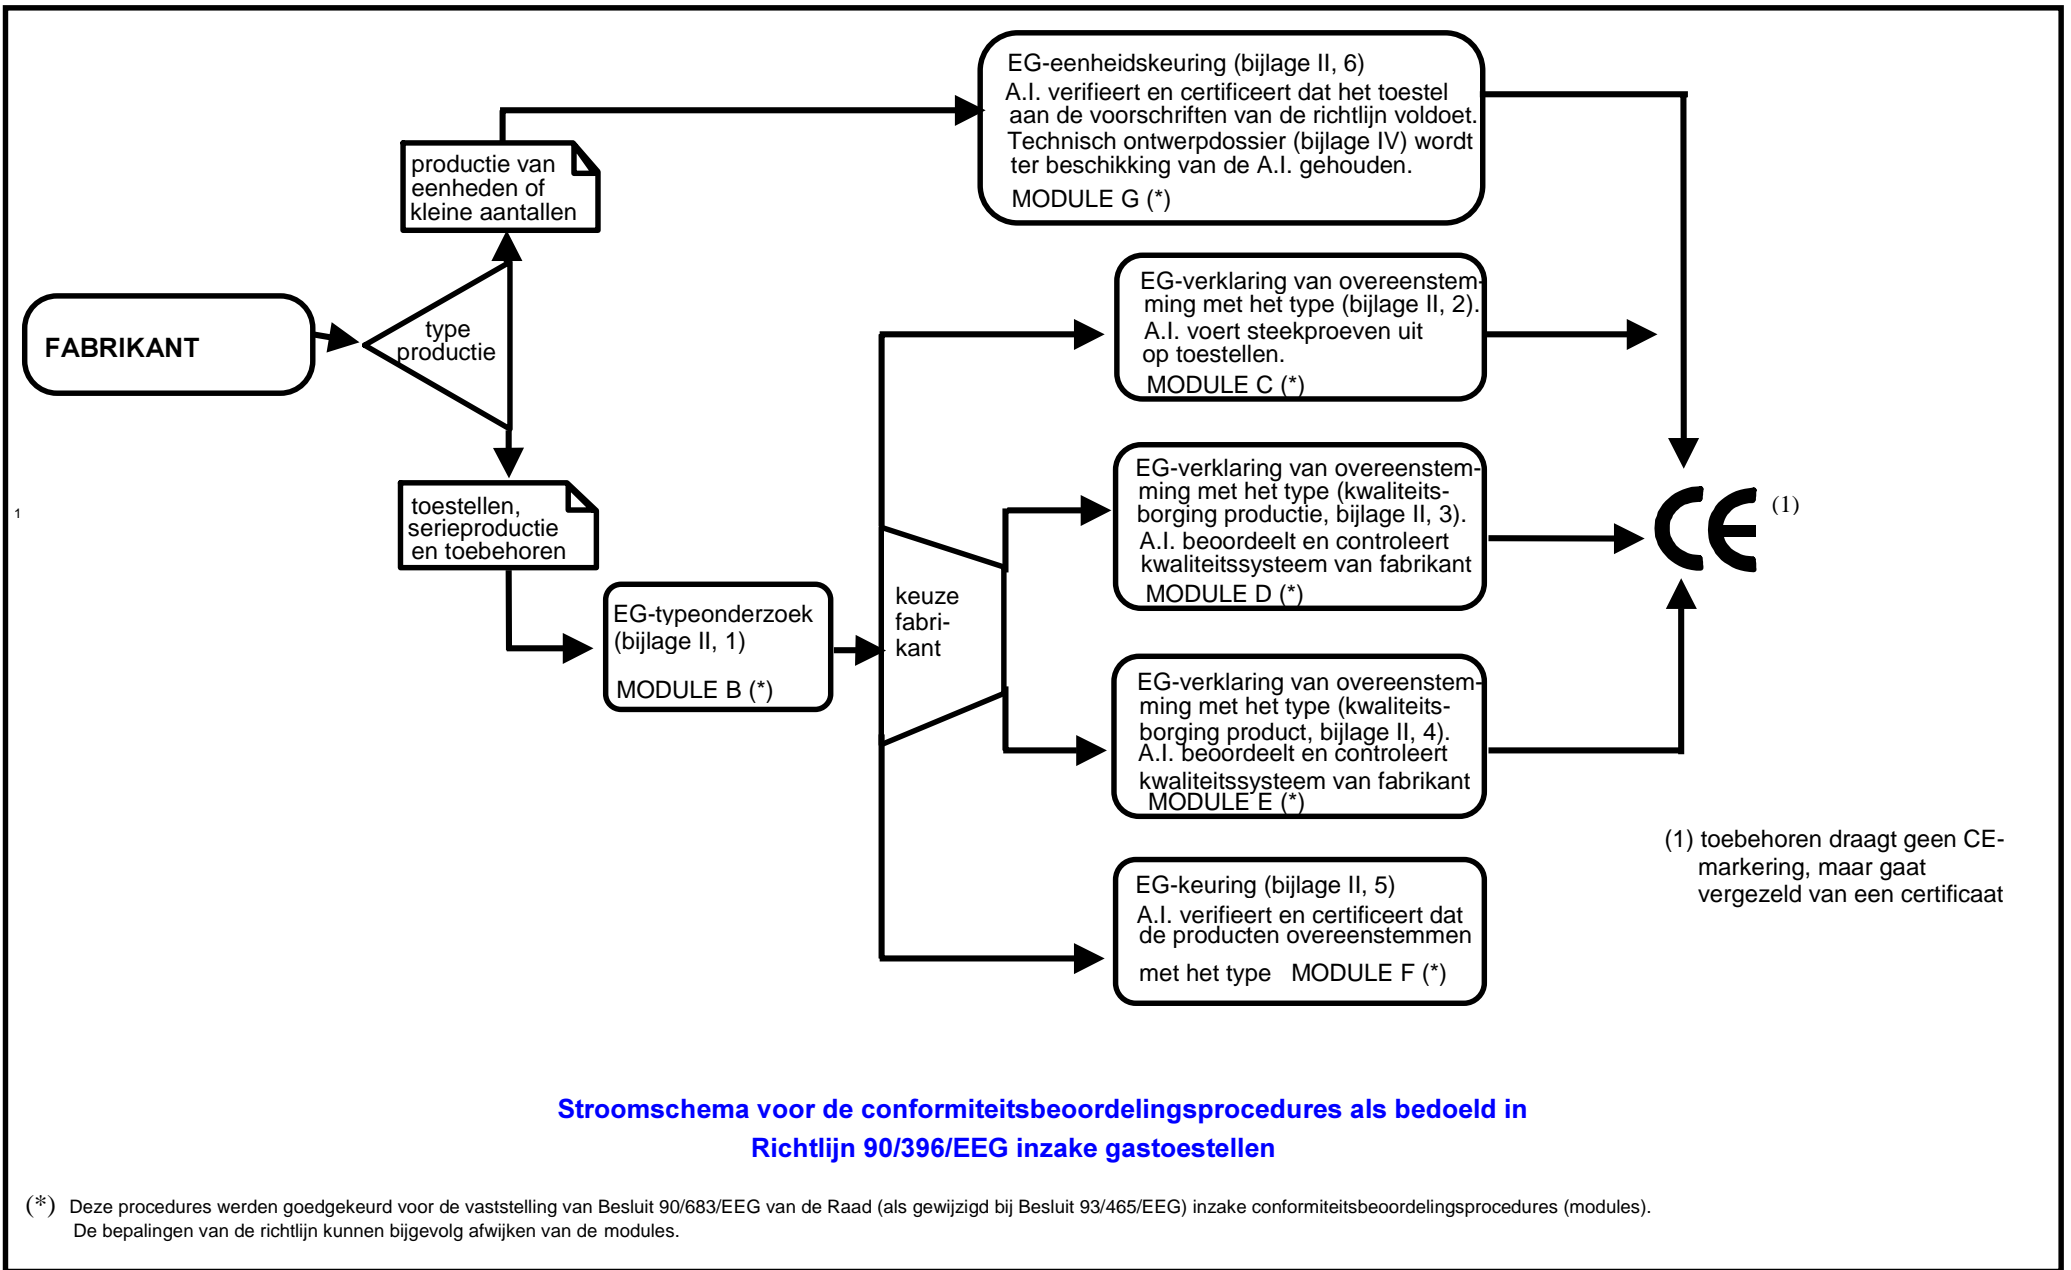 EG-eenheidskeuring (bijlage II, 6)
A.I. verifieert en certificeert dat het toestel
aan de voorschriften van de richtlijn voldoet.
Technisch ontwerpdossier (bijlage IV) wordt
ter beschikking van de A.I. gehouden.
MODULE G (*)
productie van
eenheden of
kleine aantallen
FABRIKANT
type
productie
EG-verklaring van overeenstem-
ming met het type (bijlage II, 2).
A.I. voert steekproeven uit
op toestellen.
MODULE C (*)
toestellen,
serieproductie
en toebehoren
1
EG-typeonderzoek
(bijlage II, 1)
MODULE B (*)
keuze
fabri-
kant
EG-verklaring van overeenstem-
ming met het type (kwaliteits-
borging productie, bijlage II, 3).
A.I. beoordeelt en controleert
kwaliteitssysteem van fabrikant
MODULE D (*)
CE (1)
EG-verklaring van overeenstem-
ming met het type (kwaliteits-
borging product, bijlage II, 4).
A.I. beoordeelt en controleert
kwaliteitssysteem van fabrikant
MODULE E (*)
EG-keuring (bijlage II, 5)
A.I. verifieert en certificeert dat
de producten overeenstemmen
met het type MODULE F (*)
(1) toebehoren draagt geen CE-
markering, maar gaat
vergezeld van een certificaat
Stroomschema voor de conformiteitsbeoordelingsprocedures als bedoeld in
Richtlijn 90/396/EEG inzake gastoestellen
(*) Deze procedures werden goedgekeurd voor de vaststelling van Besluit 90/683/EEG van de Raad (als gewijzigd bij Besluit 93/465/EEG) inzake conformiteitsbeoordelingsprocedures (modules).
De bepalingen van de richtlijn kunnen bijgevolg afwijken van de modules.